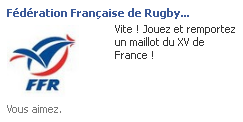 Fédération Française de Rugby...
Vite ! Jouez et remportez
un maillot du XV de
France !
FFR
Vous aimez.